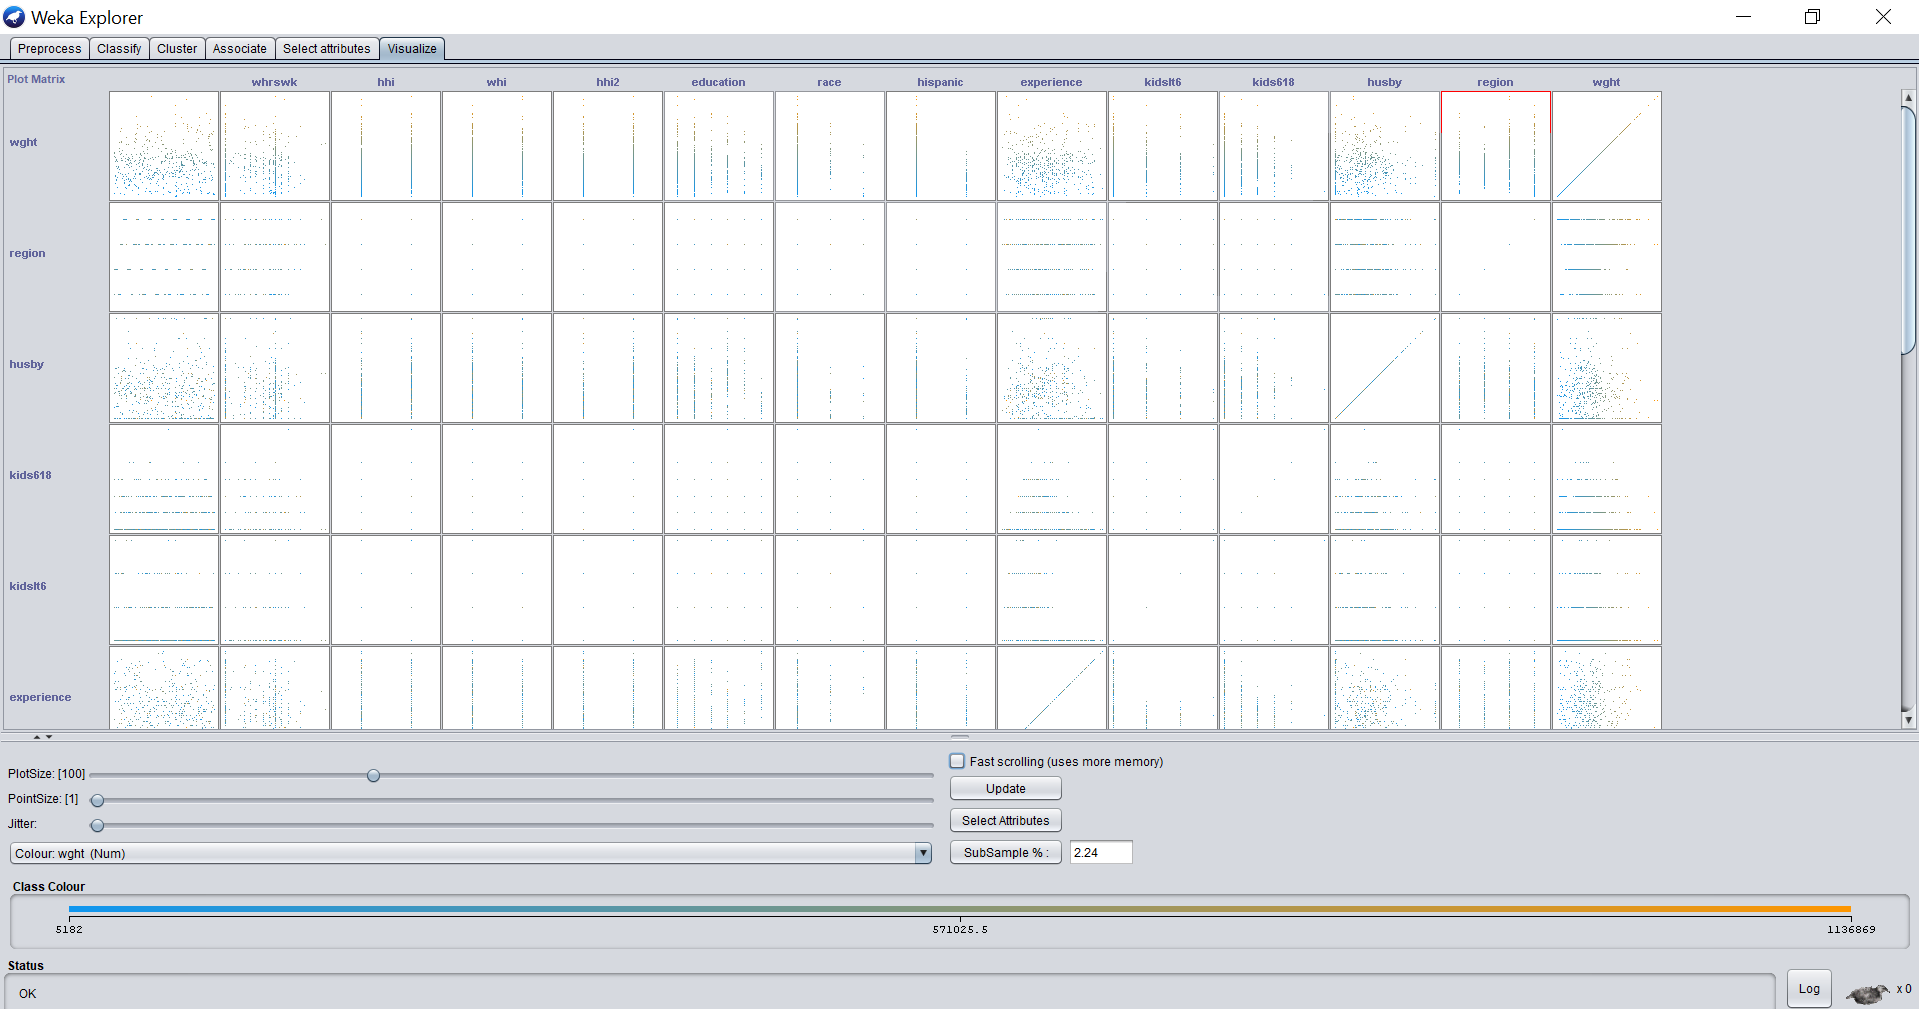 Weka Explorer
Preprocess Classify Cluster Associate Select attributes Visualize
Plot Matrix
whrswk hhi whi hhi2 education race hispanic experience kidslt6 kids618 husby region wght
wght
region
husby
kids618
kidslt6
experience
PlotSize: [100]
PointSize: [1]
Jitter:
Colour: wght (Num)
Fast scrolling (uses more memory)
Update
Select Attributes
SubSample % : 2.24
Class Colour
5182 571025.5 1136869
Status
OK
Log x 0